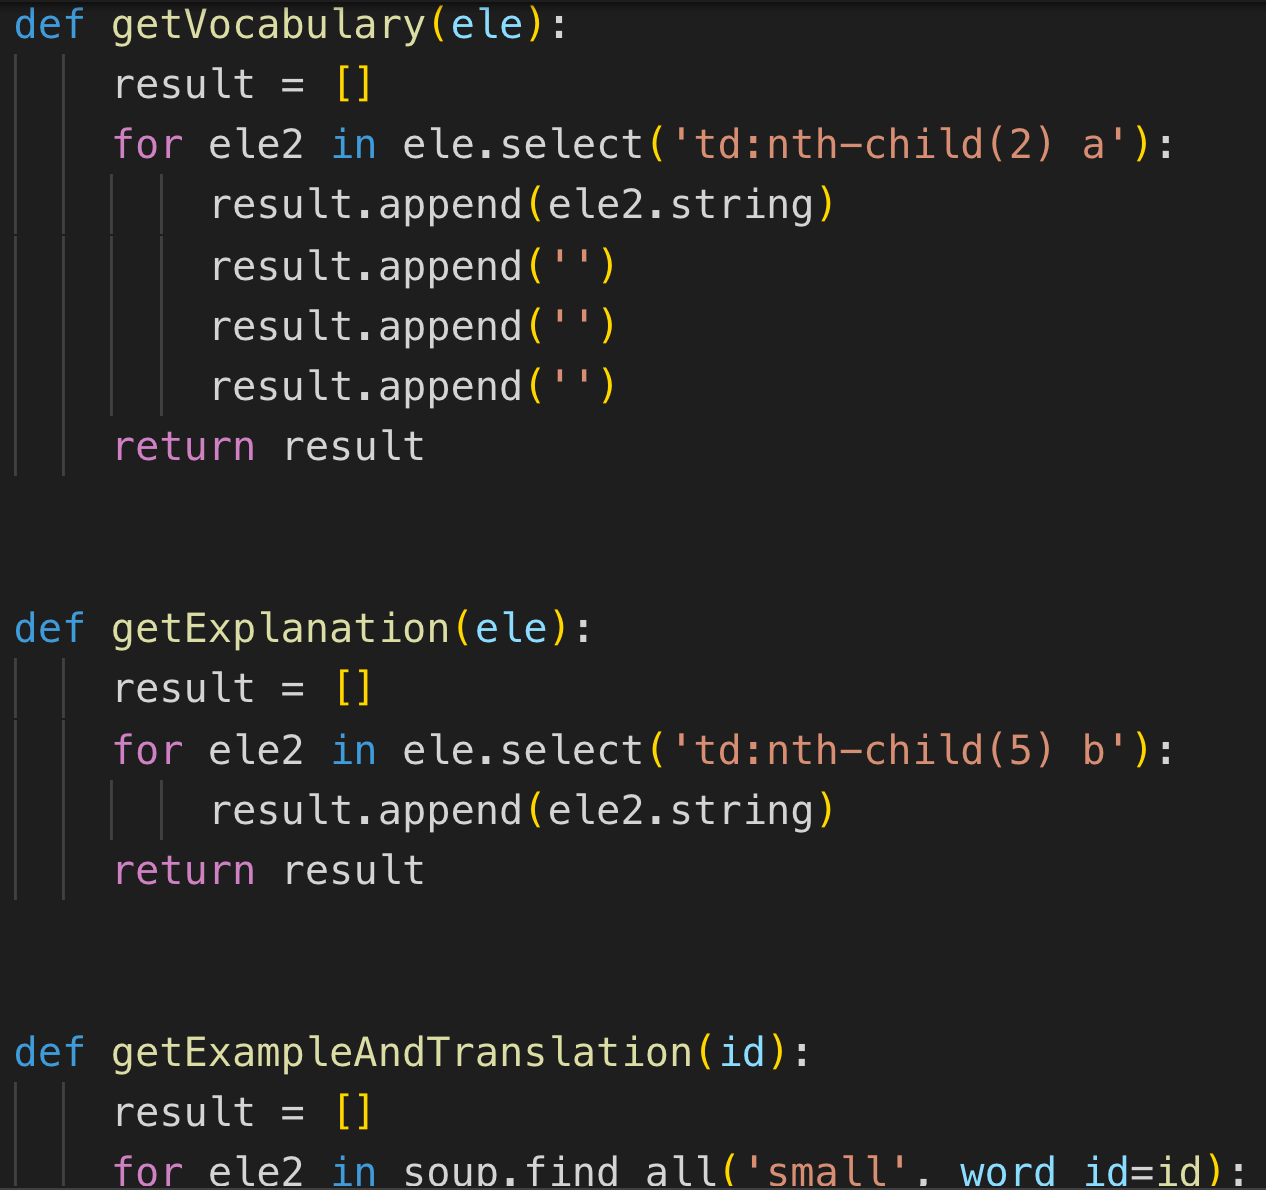 def getVocabulary(ele):
    result = []
    for ele2 in ele.select('td:nth-child(2) a'):
        result.append(ele2.string)
        result.append('')
        result.append('')
        result.append('')
    return result
def getExplanation(ele):
    result = []
    for ele2 in ele.select('td:nth-child(5) b'):
        result.append(ele2.string)
    return result
def getExampleAndTranslation(id):
    result = []
    for ele2 in soup.find_all('small', word_id=id):